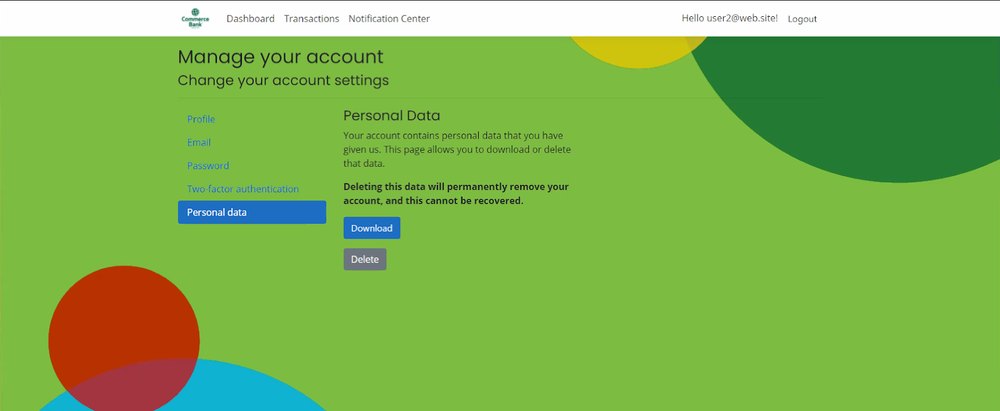 Commerce
Bank
Dashboard Transactions Notification Center Hello user2@web.site! Logout
Manage your account
Change your account settings
Profile
Email
Password
Two-factor authentication
Personal data
Personal Data
Your account contains personal data that you have
given us. This page allows you to download or delete
that data.
Deleting this data will permanently remove your
account, and this cannot be recovered.
Download
Delete